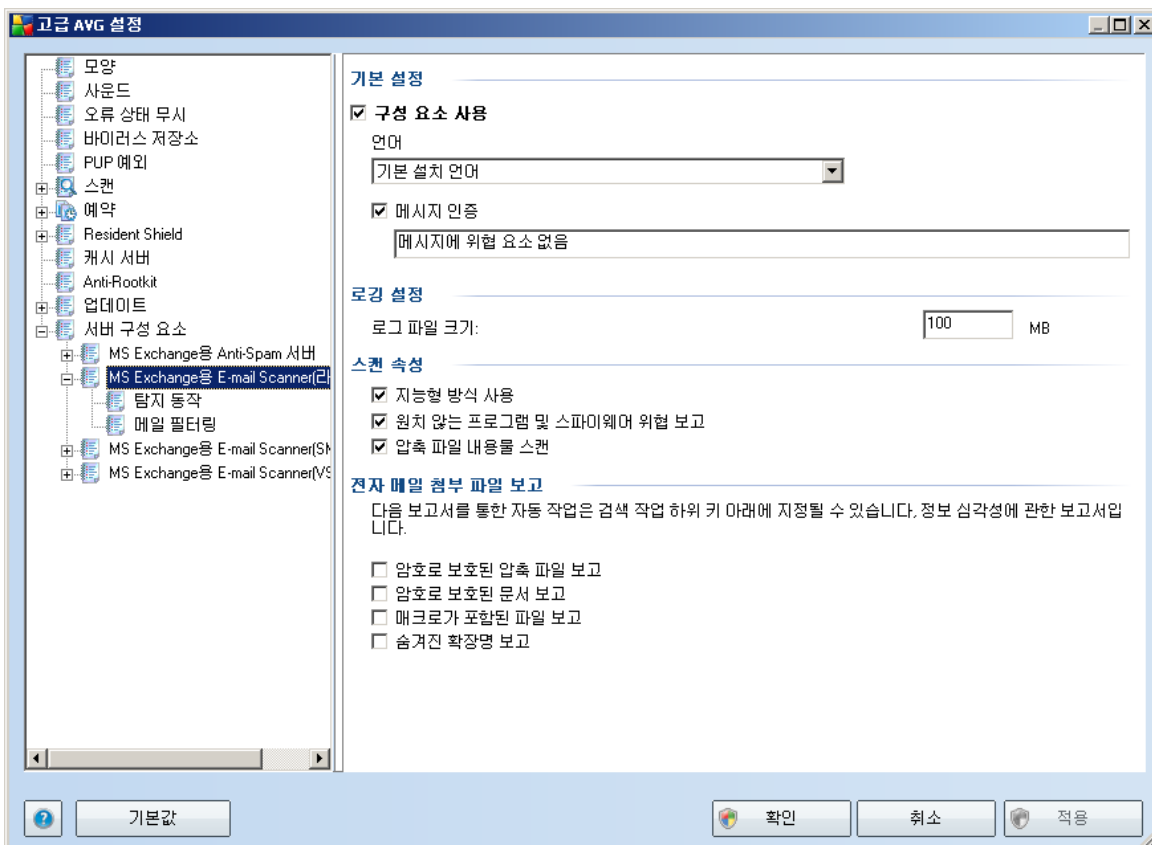 고급 AVG 설정
모양
사운드
오류 상태 무시
바이러스 저장소
PUP 예외
스캔
예약
Resident Shield
캐시 서버
Anti-Rootkit
업데이트
서버 구성 요소
MS Exchange용 Anti-Spam 서버
MS Exchange용 E-mail Scanner(라
탐지 동작
메일 필터링
MS Exchange용 E-mail Scanner(SM
MS Exchange용 E-mail Scanner(VS
기본 설정
구성 요소 사용
언어
기본 설치 언어
메시지 인증
메시지에 위협 요소 없음
로깅 설정
로그 파일 크기: 100 MB
스캔 속성
지능형 방식 사용
원치 않는 프로그램 및 스파이웨어 위협 보고
압축 파일 내용물 스캔
전자 메일 첨부 파일 보고
다음 보고서를 통한 자동 작업은 검색 작업 하위 키 아래에 지정될 수 있습니다, 정보 심각성에 관한 보고서입
니다.
암호로 보호된 압축 파일 보고
암호로 보호된 문서 보고
매크로가 포함된 파일 보고
숨겨진 확장명 보고
? 기본값 확인 취소 적용